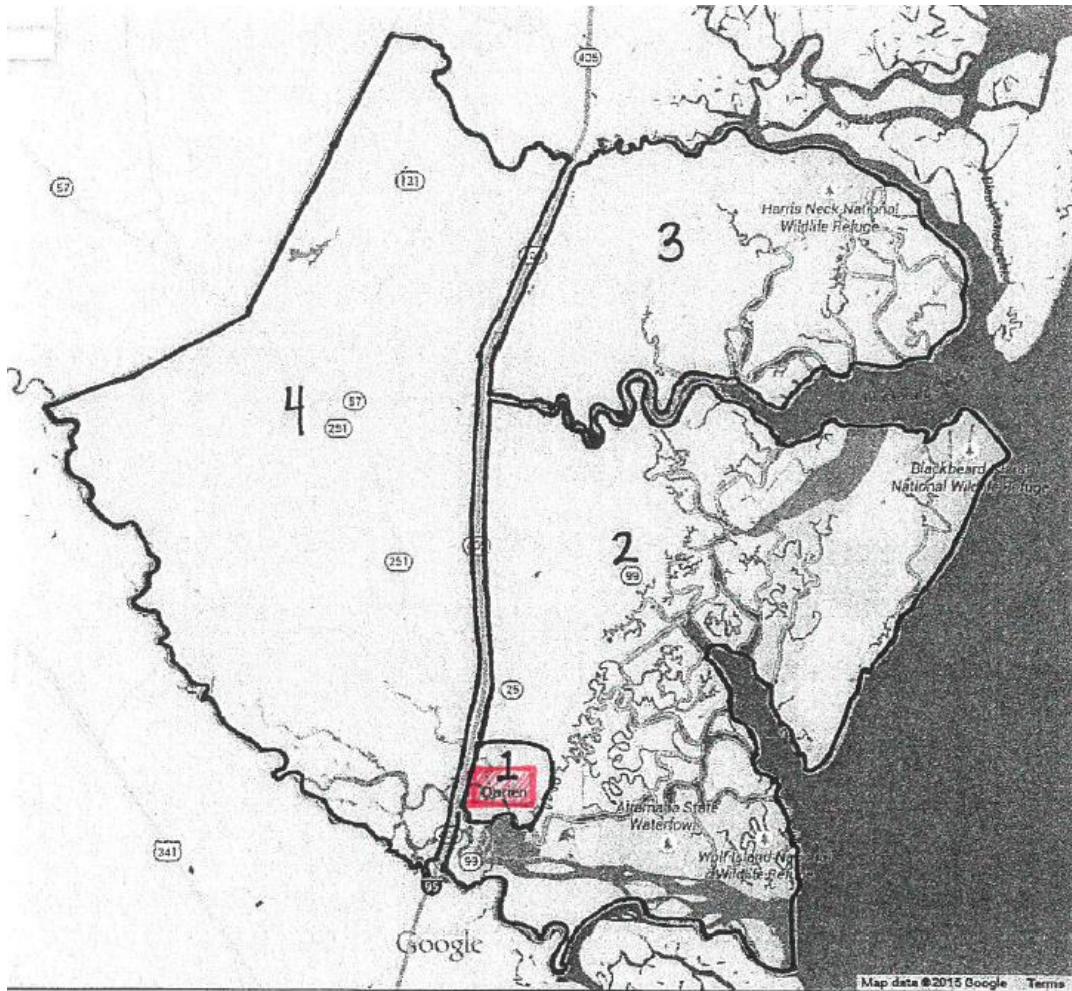 405
57
131
Harris Neck National
Wildlife Refuge
3
4
57
251
Blackbeard Island
National Wildlife Refuge
2
251
99
25
1
Darien
Altamaha State
Waterfowl
Wolf Island National
Wildlife Refuge
341
99
95
Google
Map data ©2015 Google Terms